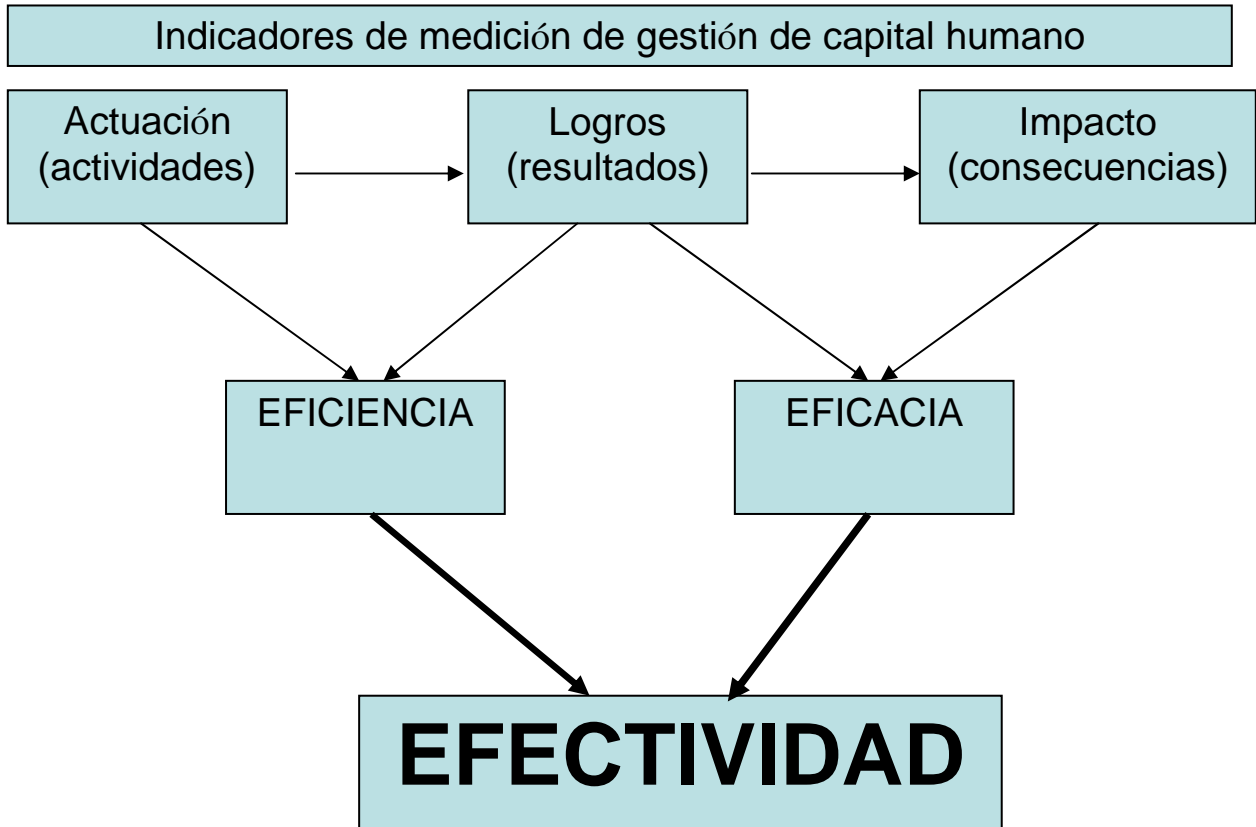 Indicadores de medición de gestión de capital humano
Actuación
(actividades)
Logros
(resultados)
Impacto
(consecuencias)
EFICIENCIA
EFICACIA
EFECTIVIDAD